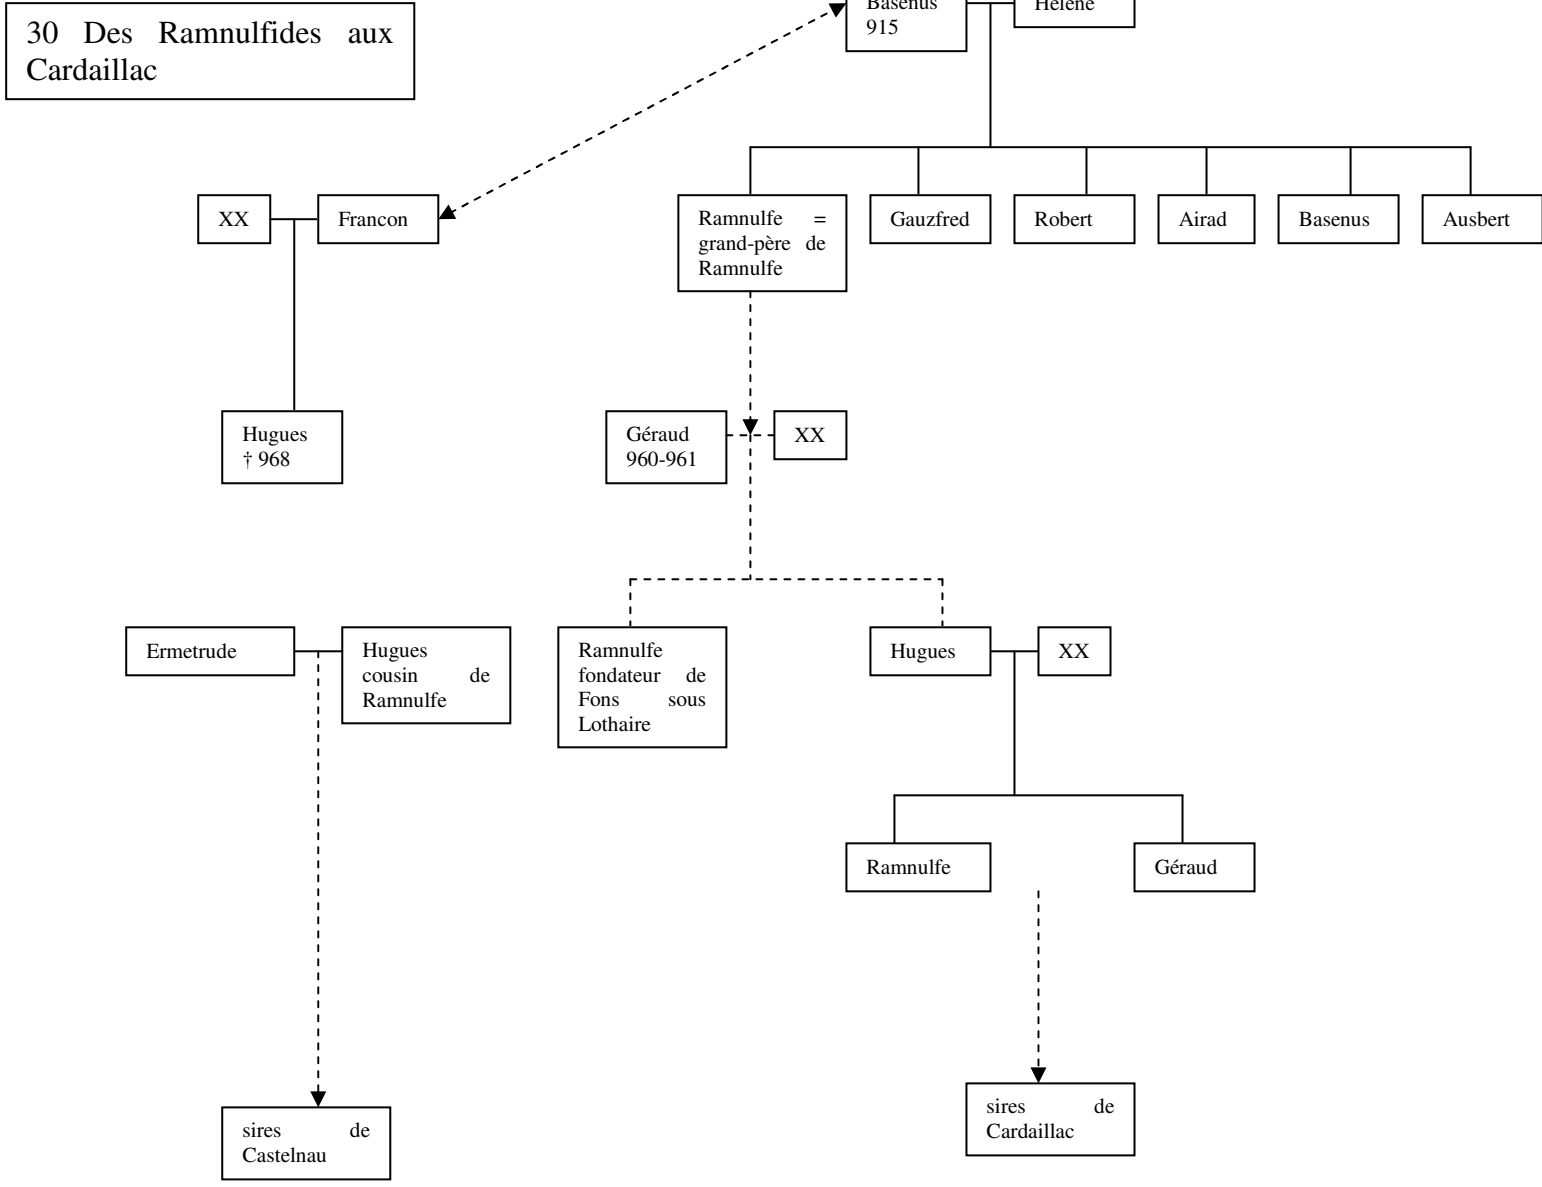 30 Des Ramnulfides aux
Cardaillac
Basenus
915
Hélène
XX
Francon
Ramnulfe =
grand-père de
Ramnulfe
Gauzfred
Robert
Airad
Basenus
Ausbert
Hugues
† 968
Géraud
960-961
XX
Ermetrude
Hugues
cousin de
Ramnulfe
Ramnulfe
fondateur de
Fons sous
Lothaire
Hugues
XX
Ramnulfe
Géraud
sires de
Castelnau
sires de
Cardaillac